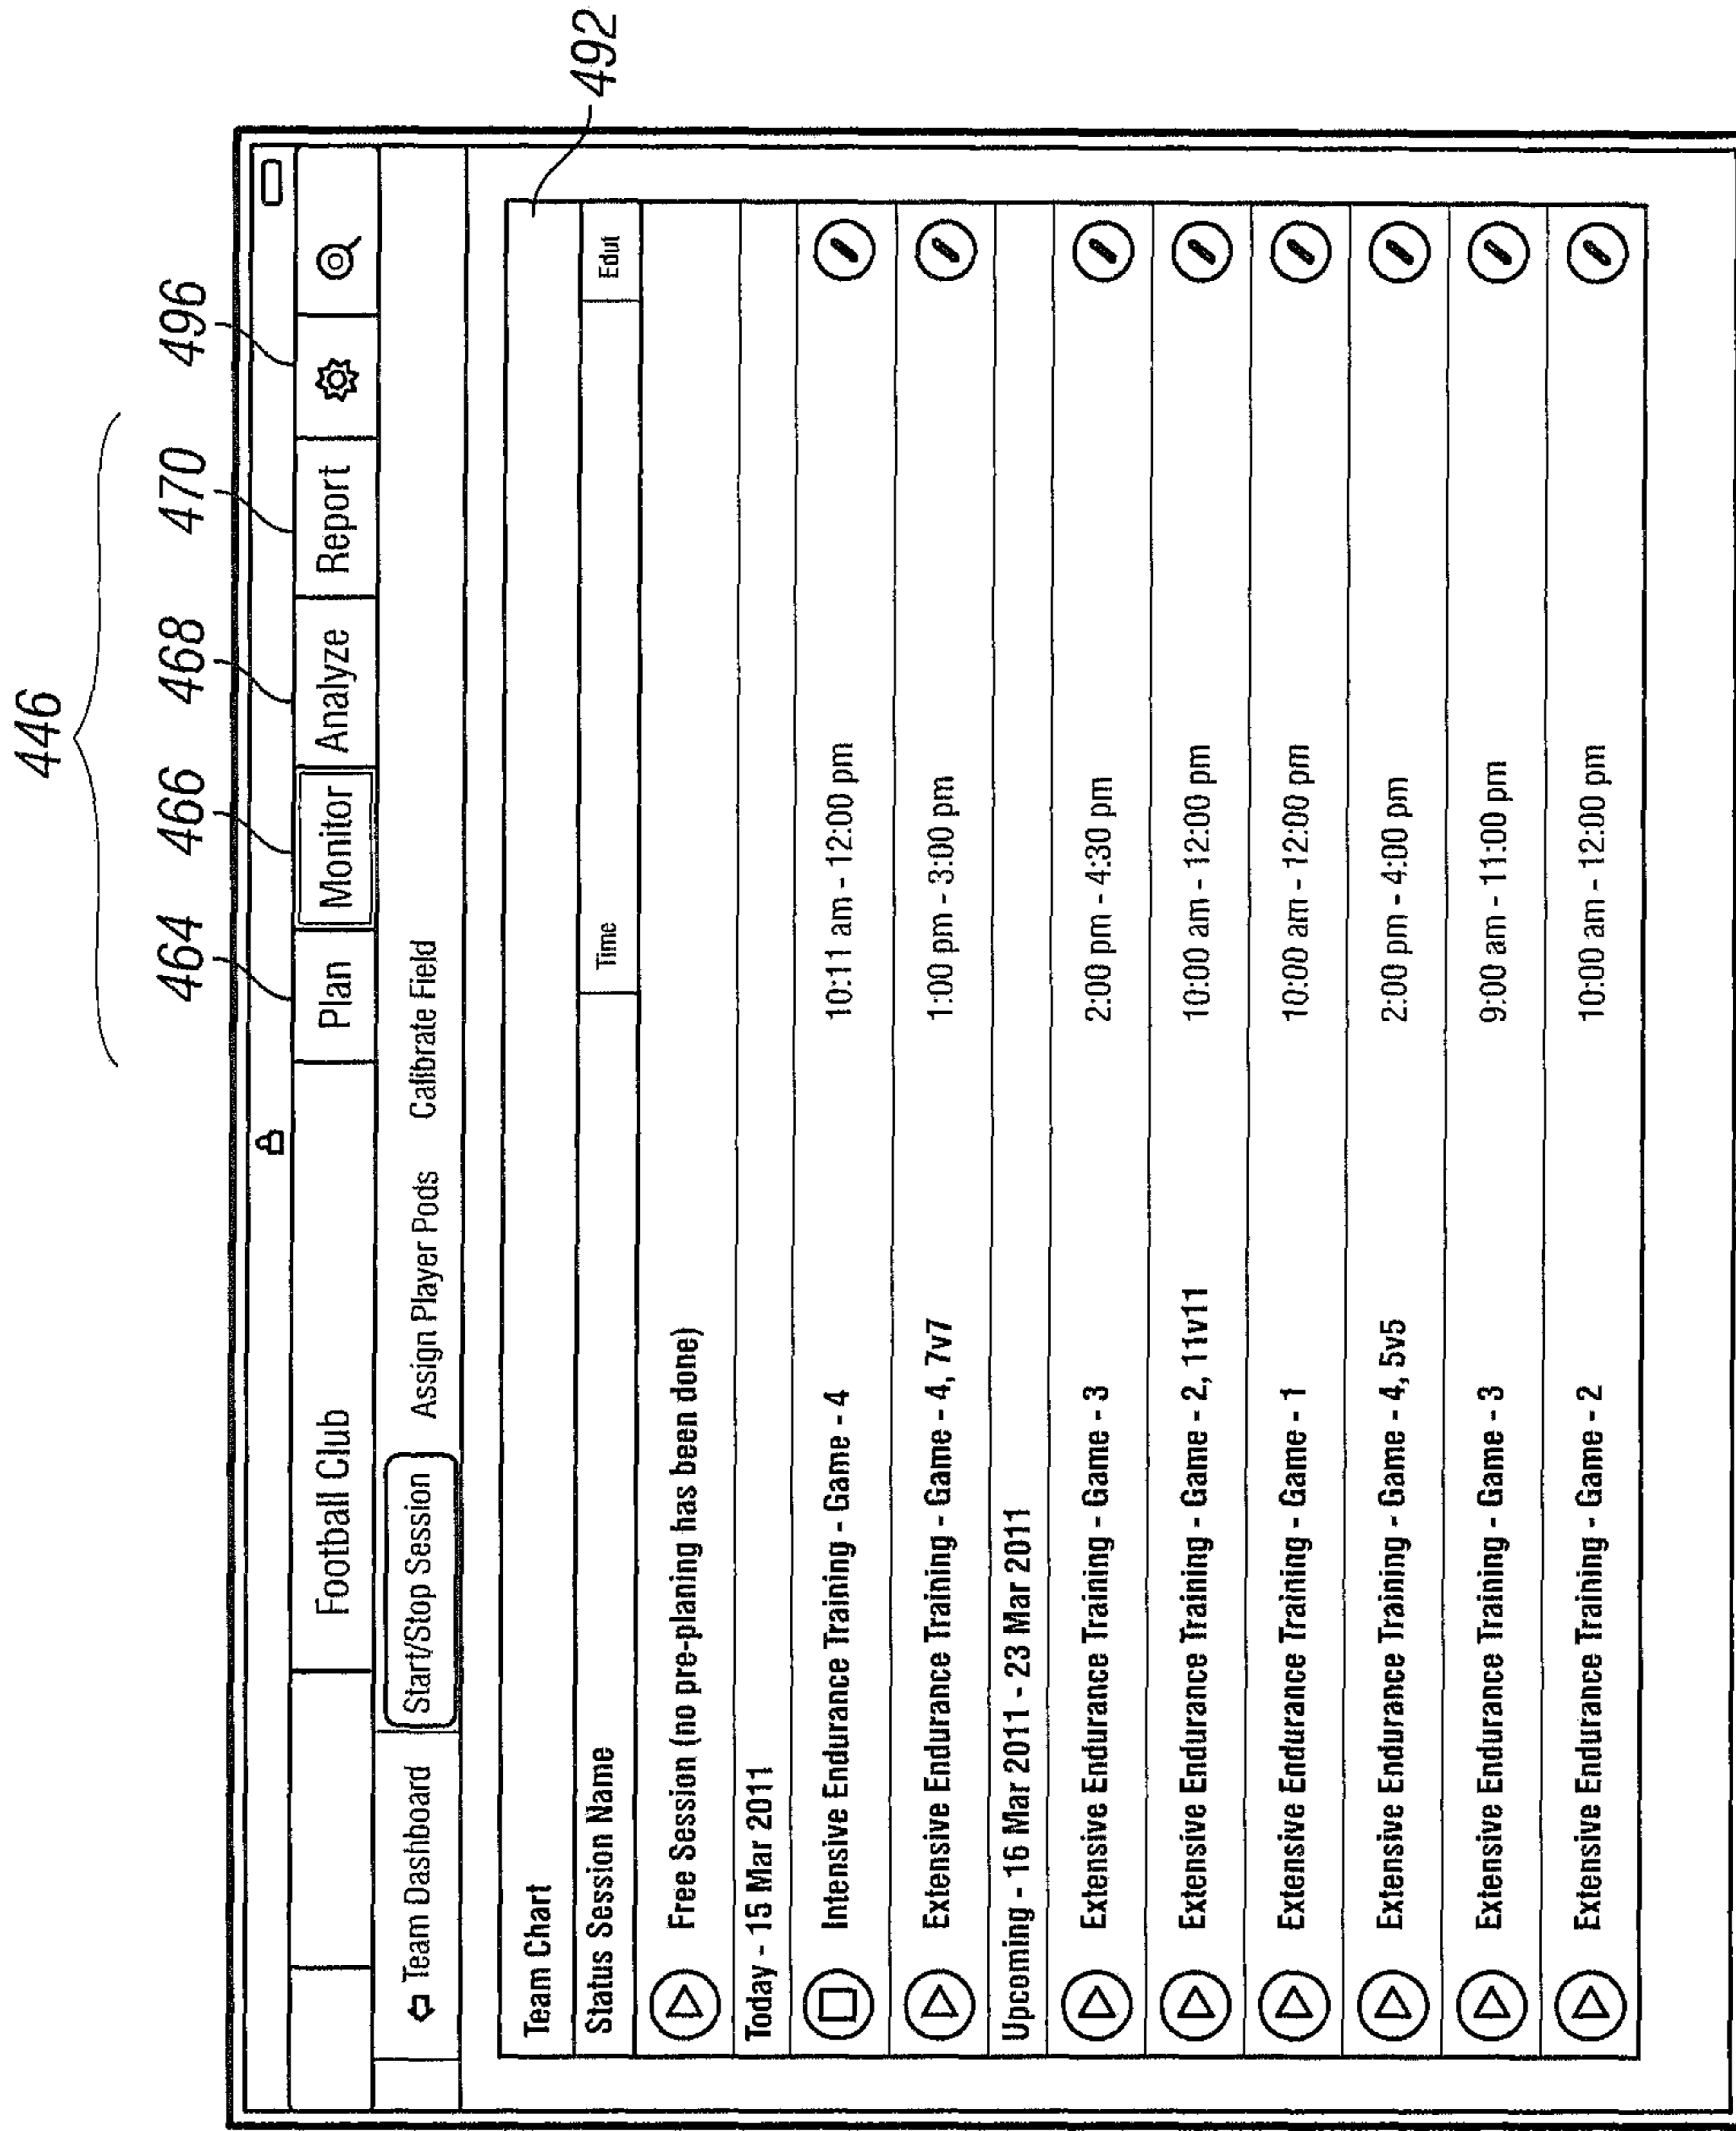 446
464 466 468 470 496
Football Club Plan Monitor Analyze Report
Team Dashboard Start/Stop Session Assign Player Pods Calibrate Field
492
Team Chart
Status Session Name Time Edut
Free Session (no pre-planing has been done)
Today - 15 Mar 2011
Intensive Endurance Training - Game - 4 10:11 am - 12:00 pm
Extensive Endurance Training - Game - 4, 7v7 1:00 pm - 3:00 pm
Upcoming - 16 Mar 2011 - 23 Mar 2011
Extensive Endurance Training - Game - 3 2:00 pm - 4:30 pm
Extensive Endurance Training - Game - 2, 11v11 10:00 am - 12:00 pm
Extensive Endurance Training - Game - 1 10:00 am - 12:00 pm
Extensive Endurance Training - Game - 4, 5v5 2:00 pm - 4:00 pm
Extensive Endurance Training - Game - 3 9:00 am - 11:00 pm
Extensive Endurance Training - Game - 2 10:00 am - 12:00 pm